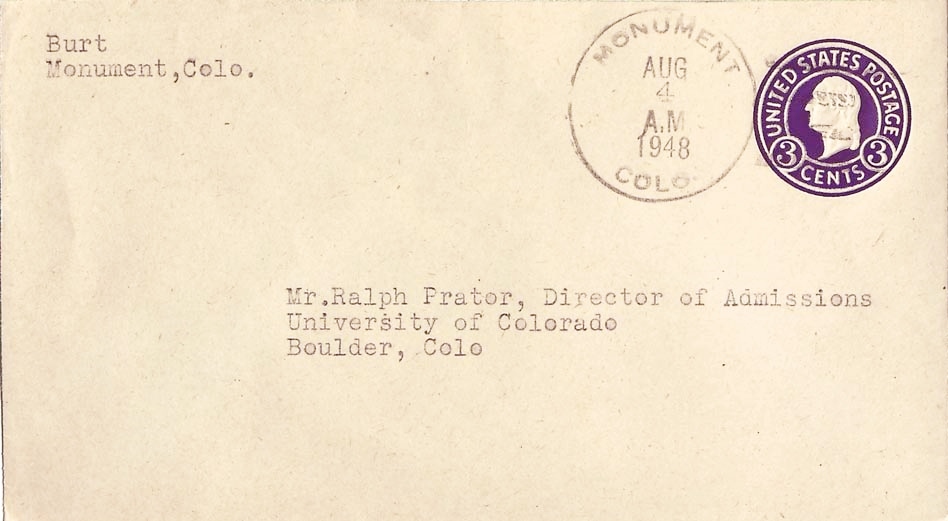 Burt
Monument,Colo.
MONUMENT
AUG
4
A.M
1948
COLO.
UNITED STATES POSTAGE
3 CENTS 3
Mr.Ralph Prator, Director of Admissions
University of Colorado
Boulder, Colo